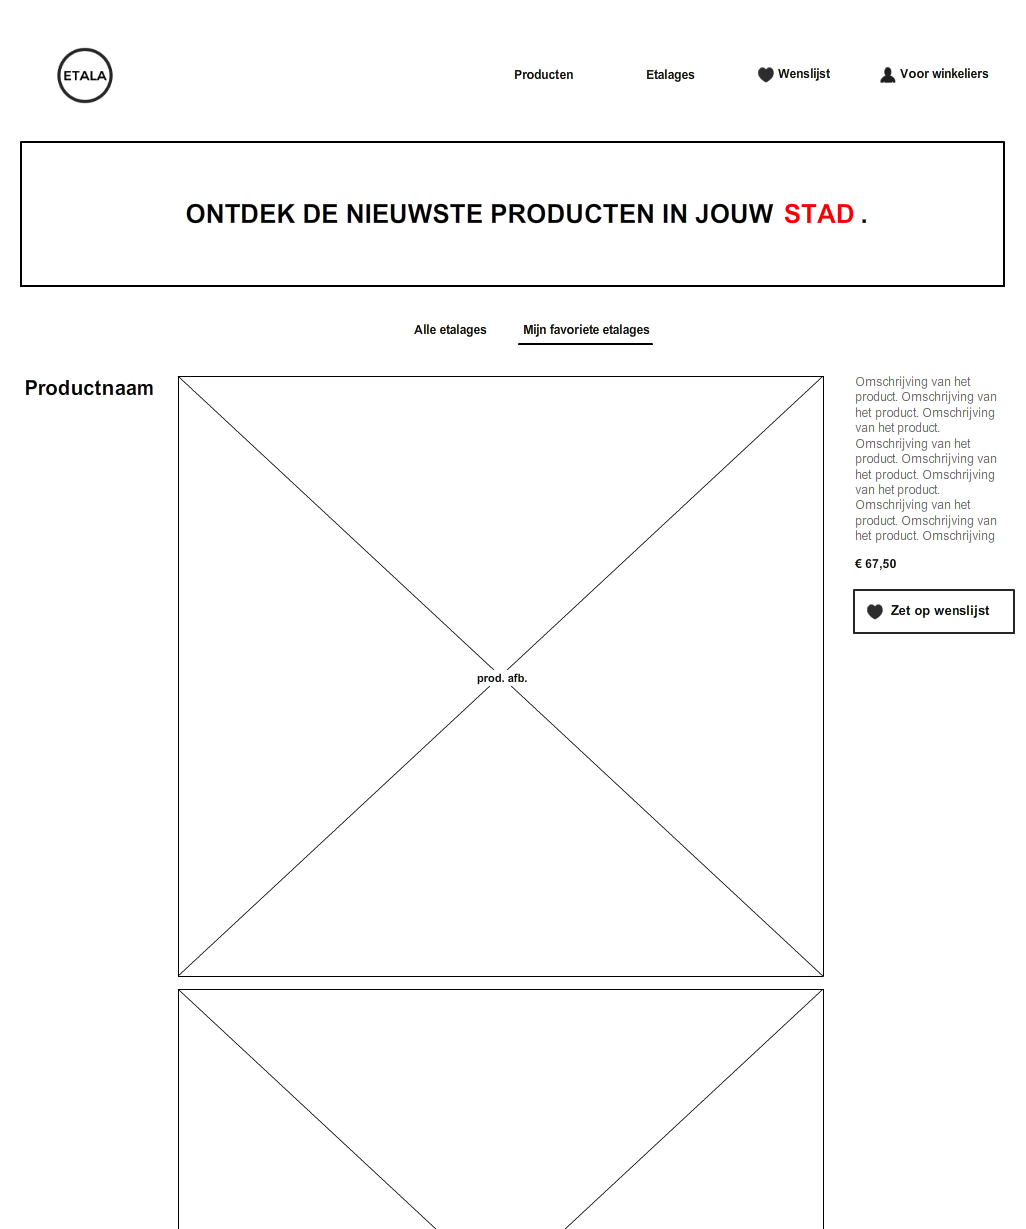 ETALA
Producten
Etalages
Wenslijst
Voor winkeliers
ONTDEK DE NIEUWSTE PRODUCTEN IN JOUW STAD .
Alle etalages
Mijn favoriete etalages
Productnaam
prod. afb.
Omschrijving van het
product. Omschrijving van
het product. Omschrijving
van het product.
Omschrijving van het
product. Omschrijving van
het product. Omschrijving
van het product.
Omschrijving van het
product. Omschrijving van
het product. Omschrijving
€ 67,50
Zet op wenslijst